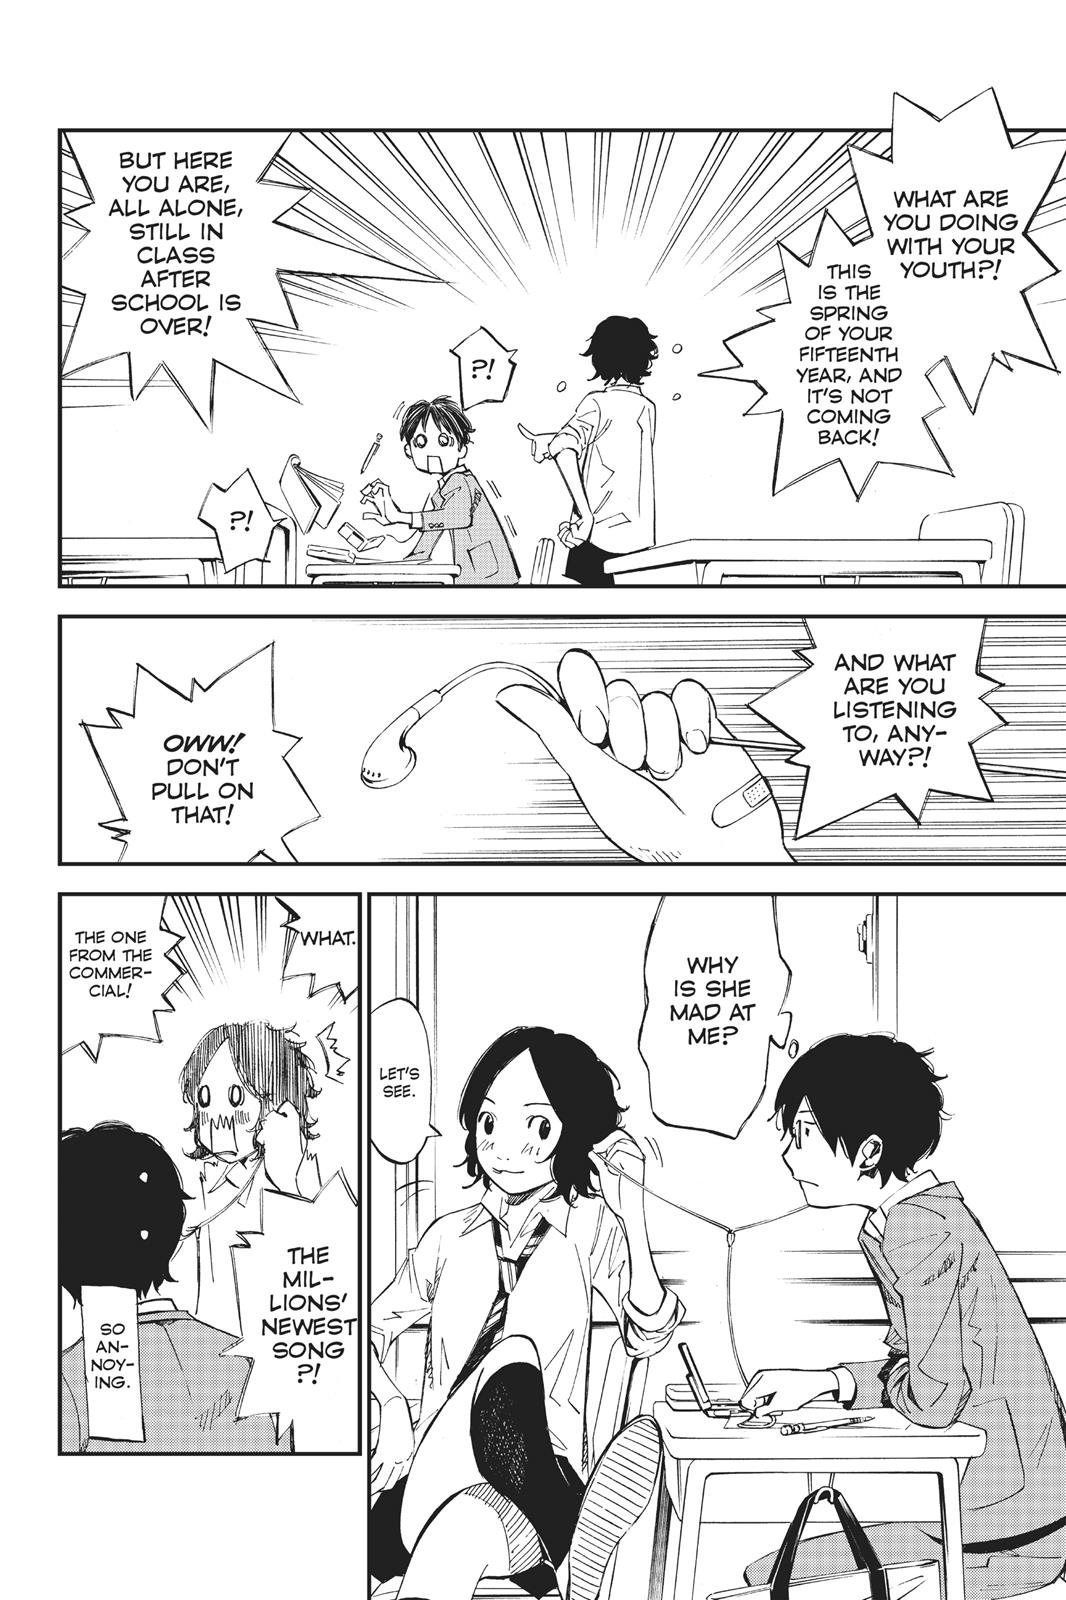 WHAT ARE
YOU DOING
WITH YOUR
YOUTH?!
THIS
IS THE
SPRING
OF YOUR
FIFTEENTH
YEAR, AND
IT'S NOT
COMING
BACK!
?!
BUT HERE
YOU ARE,
ALL ALONE,
STILL IN
CLASS
AFTER
SCHOOL IS
OVER!
?!
AND WHAT
ARE YOU
LISTENING
TO, ANY-
WAY?!
OWW!
DON'T
PULL ON
THAT!
WHY
IS SHE
MAD AT
ME?
LET'S
SEE.
WHAT.
THE ONE
FROM THE
COMMER-
CIAL!
THE
MIL-
LIONS'
NEWEST
SONG
?!
SO
AN-
NOY-
ING.